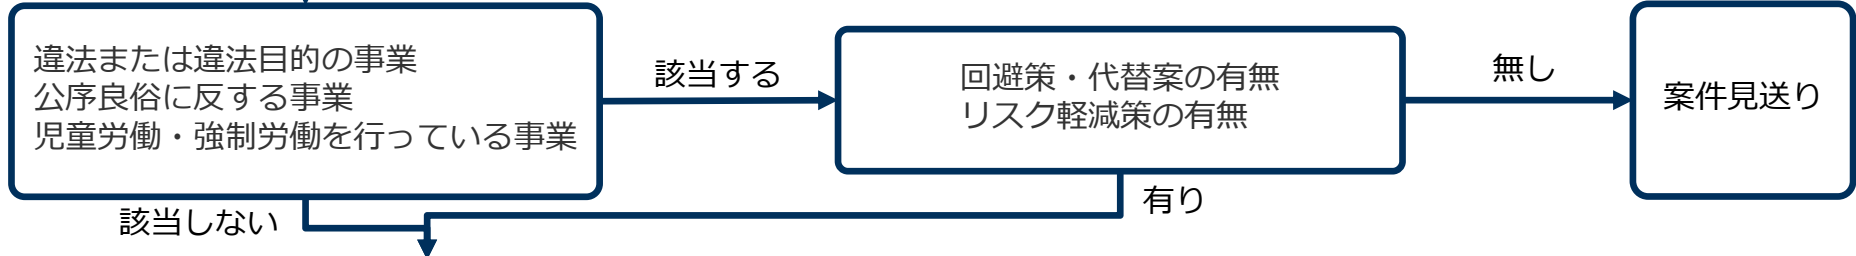 違法または違法目的の事業
公序良俗に反する事業
児童労働・強制労働を行っている事業
該当する
回避策・代替案の有無
リスク軽減策の有無
無し
案件見送り
該当しない
有り